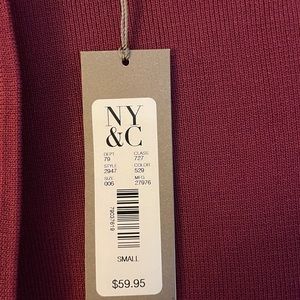 NY
&C
DEPT CLASS
79 727
STYLE COLOR
2947 529
SIZE MFG
006 27976
SMALL
$59.95